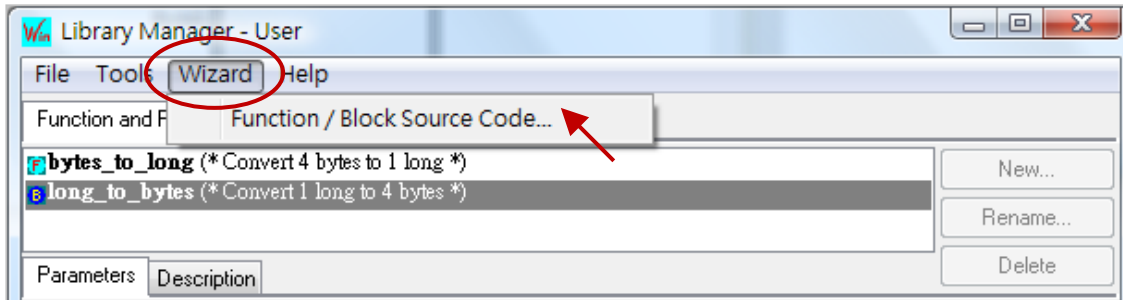 Win Library Manager - User
File Tools Wizard Help
Function and F
Function / Block Source Code...
F bytes_to_long (* Convert 4 bytes to 1 long *)
B long_to_bytes (* Convert 1 long to 4 bytes *)
New...
Rename...
Delete
Parameters Description